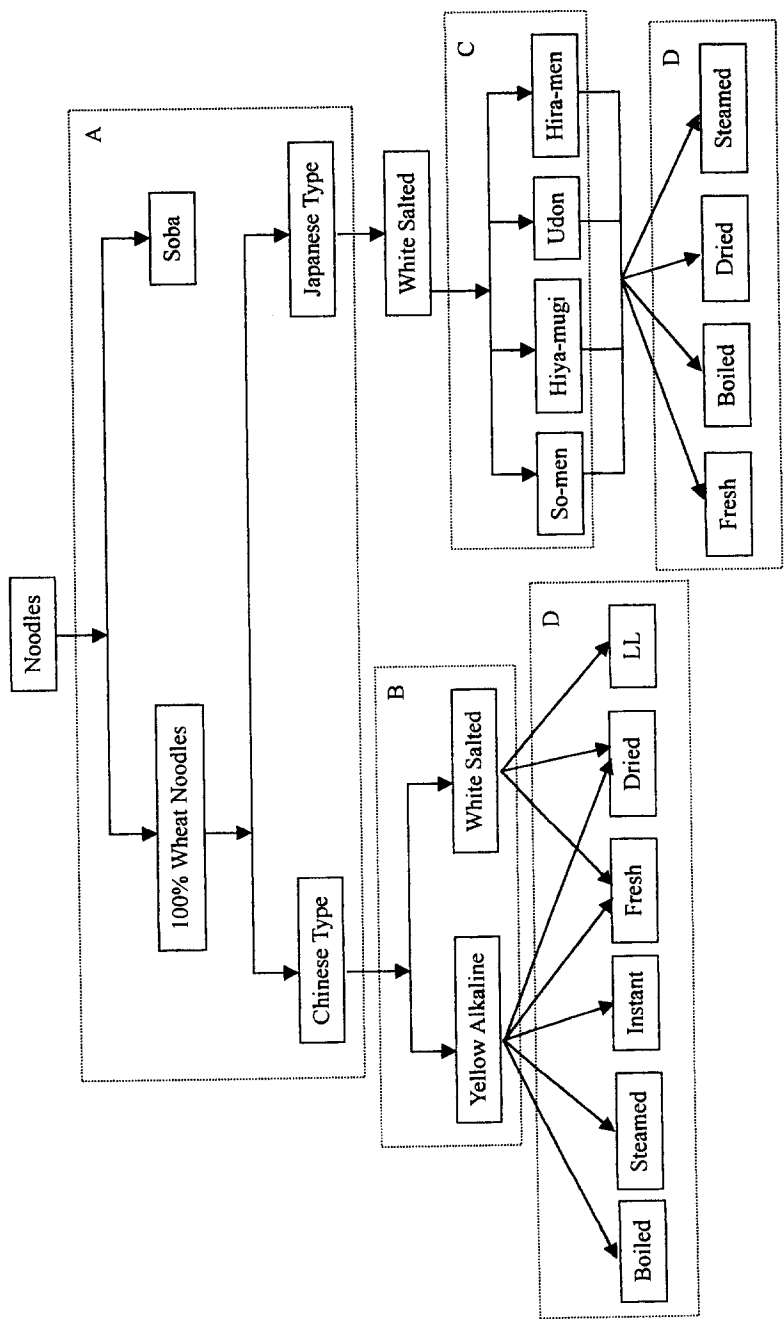 Noodles
A
100% Wheat Noodles
Soba
Chinese Type
Japanese Type
White Salted
B
Yellow Alkaline
White Salted
C
So-men
Hiya-mugi
Udon
Hira-men
D
Boiled
Steamed
Instant
Fresh
Dried
LL
D
Fresh
Boiled
Dried
Steamed